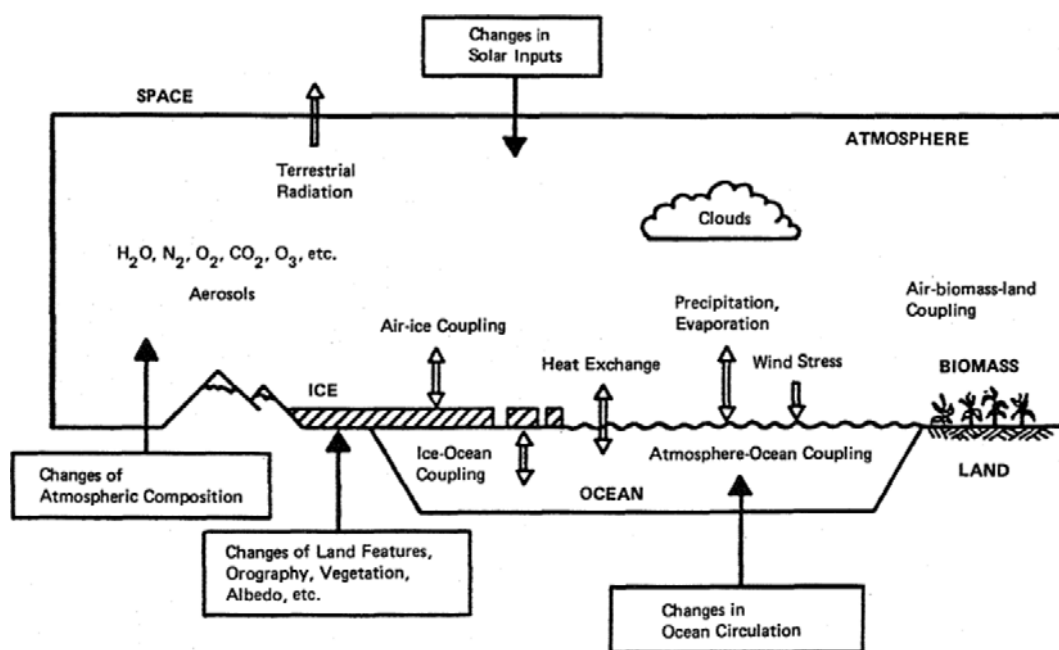 Changes in
Solar Inputs
SPACE
ATMOSPHERE
Terrestrial
Radiation
Clouds
H₂O, N₂, O₂, CO₂, O₃, etc.
Aerosols
Air-ice Coupling
Precipitation,
Evaporation
Air-biomass-land
Coupling
Heat Exchange
Wind Stress
ICE
BIOMASS
Ice-Ocean
Coupling
Atmosphere-Ocean Coupling
LAND
OCEAN
Changes of
Atmospheric Composition
Changes of Land Features,
Orography, Vegetation,
Albedo, etc.
Changes in
Ocean Circulation